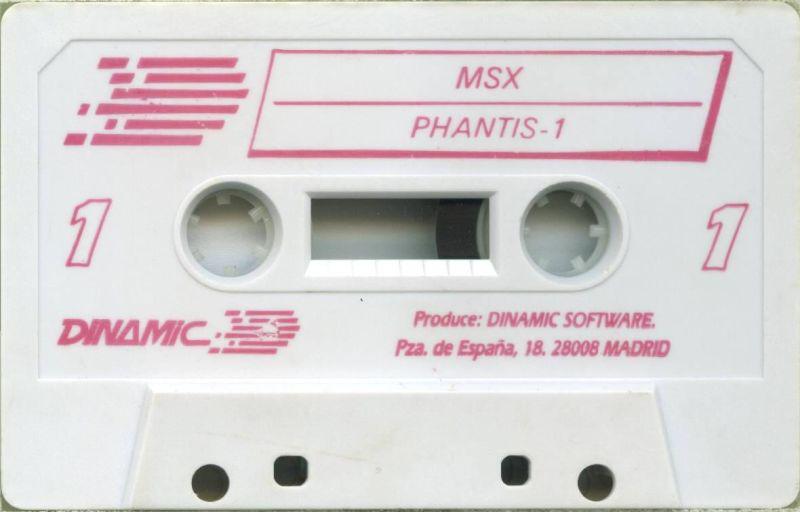 MSX
PHANTIS-1
1
1
DINAMIC
Produce: DINAMIC SOFTWARE.
Pza. de España, 18. 28008 MADRID